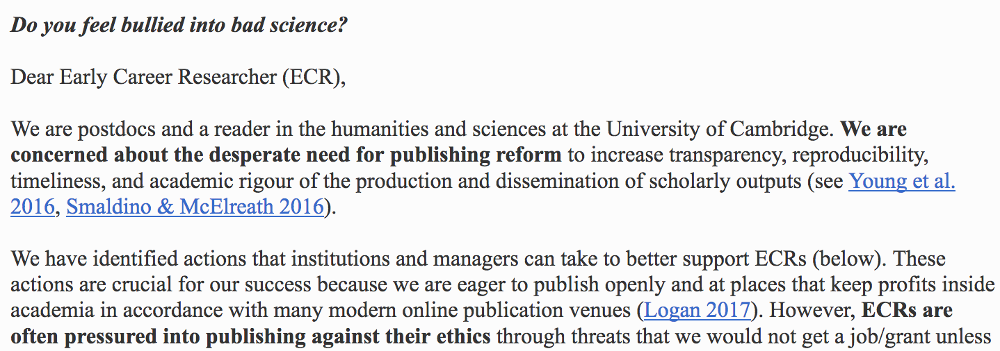 Do you feel bullied into bad science?
Dear Early Career Researcher (ECR),
We are postdocs and a reader in the humanities and sciences at the University of Cambridge. We are
concerned about the desperate need for publishing reform to increase transparency, reproducibility,
timeliness, and academic rigour of the production and dissemination of scholarly outputs (see Young et al.
2016, Smaldino & McElreath 2016).
We have identified actions that institutions and managers can take to better support ECRs (below). These
actions are crucial for our success because we are eager to publish openly and at places that keep profits inside
academia in accordance with many modern online publication venues (Logan 2017). However, ECRs are
often pressured into publishing against their ethics through threats that we would not get a job/grant unless